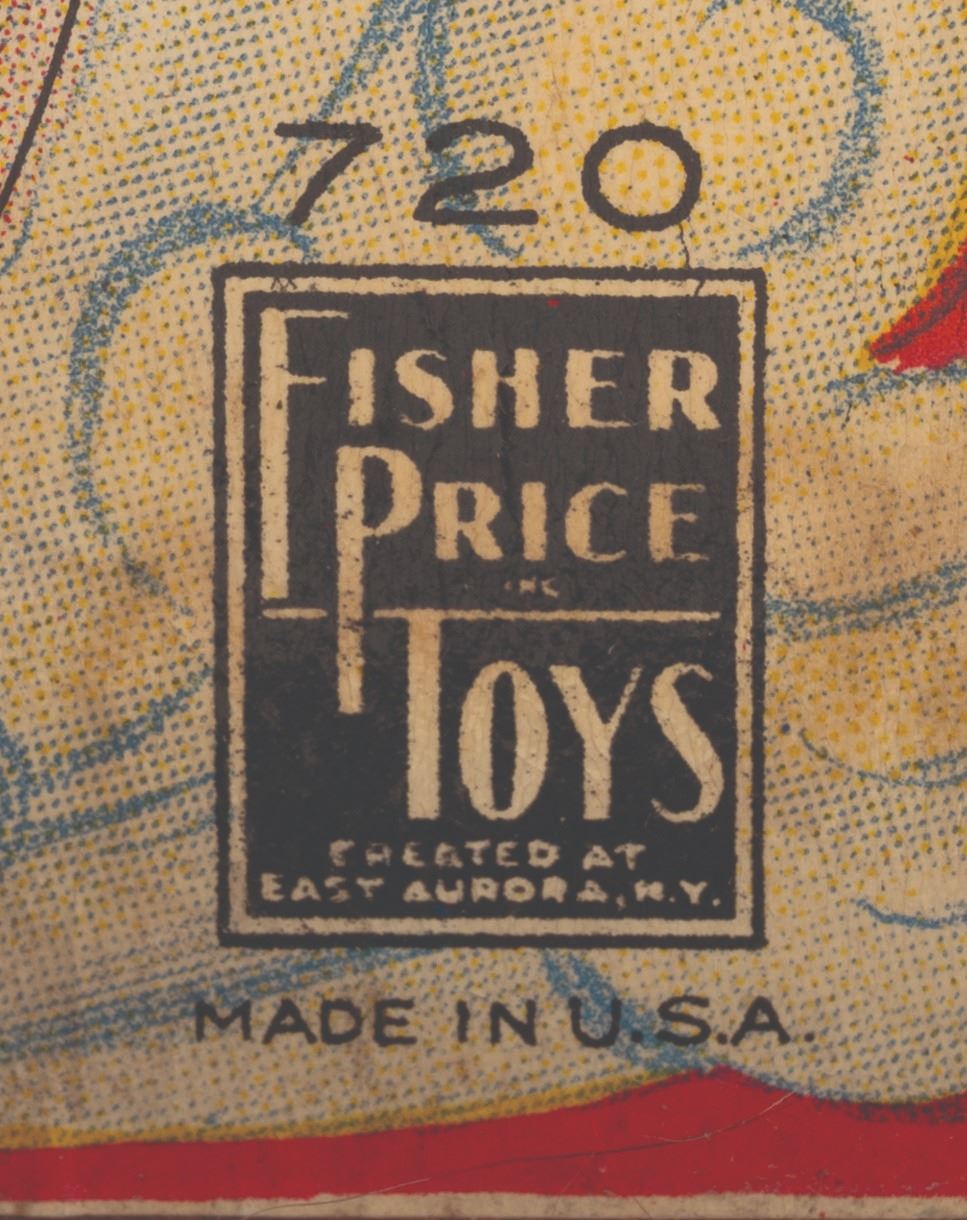 720
FISHER
PRICE
INC
TOYS
CREATED AT
EAST AURORA, N.Y.
MADE IN U.S.A.